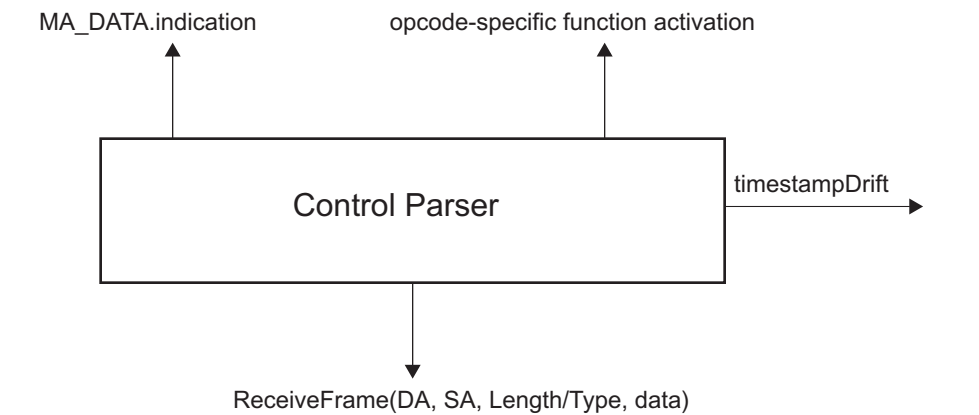 MA_DATA.indication
opcode-specific function activation
timestampDrift
Control Parser
ReceiveFrame(DA, SA, Length/Type, data)